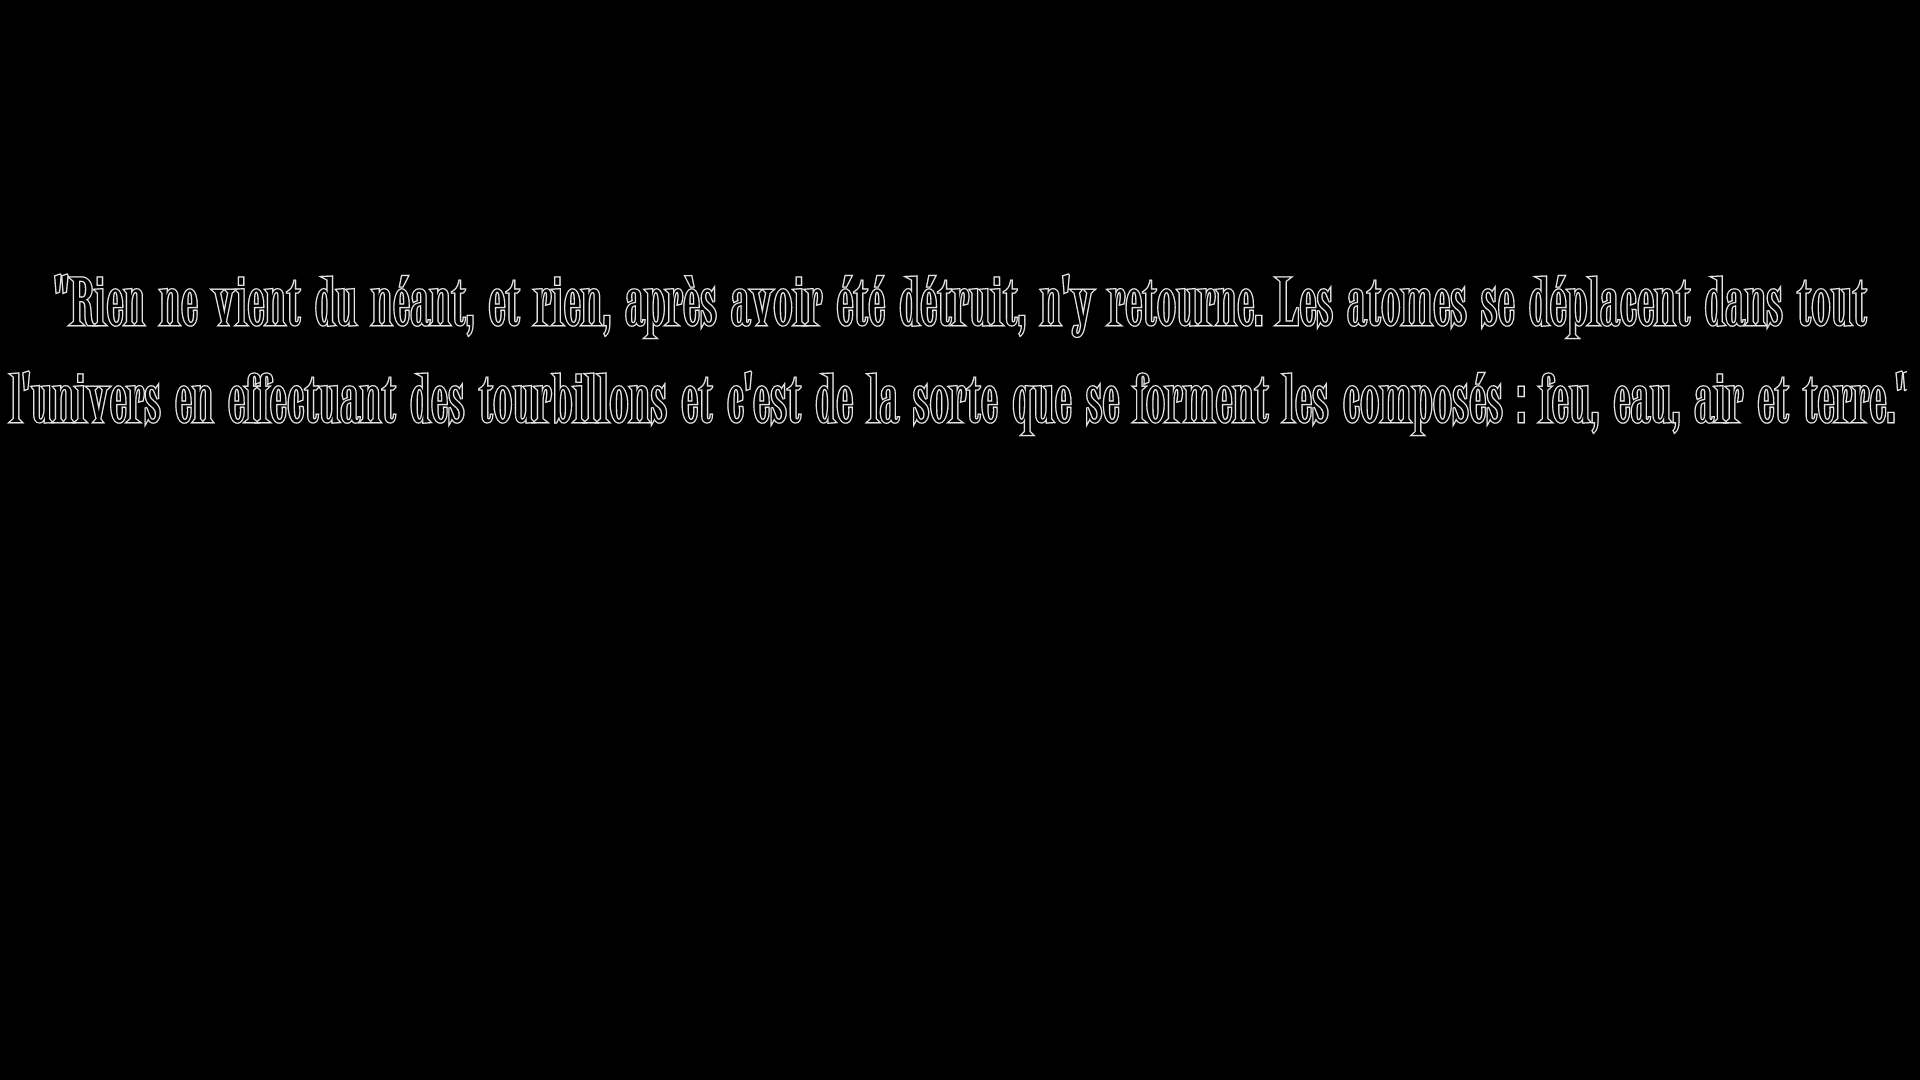 "Rien ne vient du néant, et rien, après avoir été détruit, n'y retourne. Les atomes se déplacent dans tout
l'univers en effectuant des tourbillons et c'est de la sorte que se forment les composés : feu, eau, air et terre."